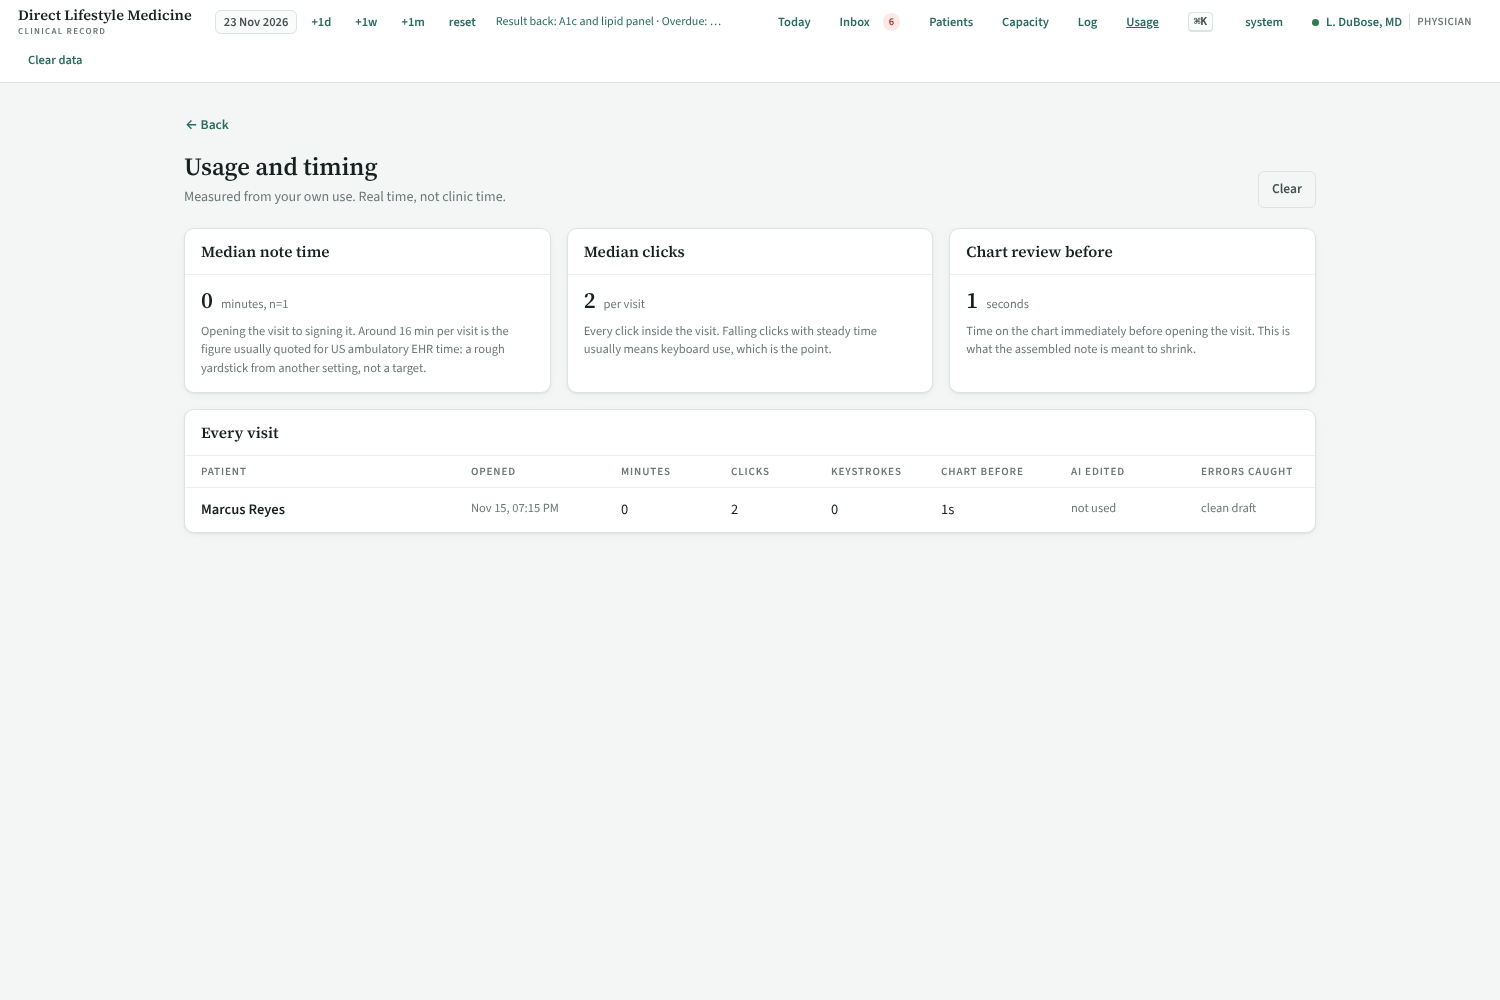 Direct Lifestyle Medicine
CLINICAL RECORD
23 Nov 2026 +1d +1w +1m reset Result back: A1c and lipid panel · Overdue: … Today Inbox 6 Patients Capacity Log Usage ⌘K system L. DuBose, MD PHYSICIAN
Clear data
← Back
Usage and timing
Measured from your own use. Real time, not clinic time.
Clear
Median note time
0 minutes, n=1
Opening the visit to signing it. Around 16 min per visit is the
figure usually quoted for US ambulatory EHR time: a rough
yardstick from another setting, not a target.
Median clicks
2 per visit
Every click inside the visit. Falling clicks with steady time
usually means keyboard use, which is the point.
Chart review before
1 seconds
Time on the chart immediately before opening the visit. This is
what the assembled note is meant to shrink.
Every visit
PATIENT OPENED MINUTES CLICKS KEYSTROKES CHART BEFORE AI EDITED ERRORS CAUGHT
Marcus Reyes Nov 15, 07:15 PM 0 2 0 1s not used clean draft